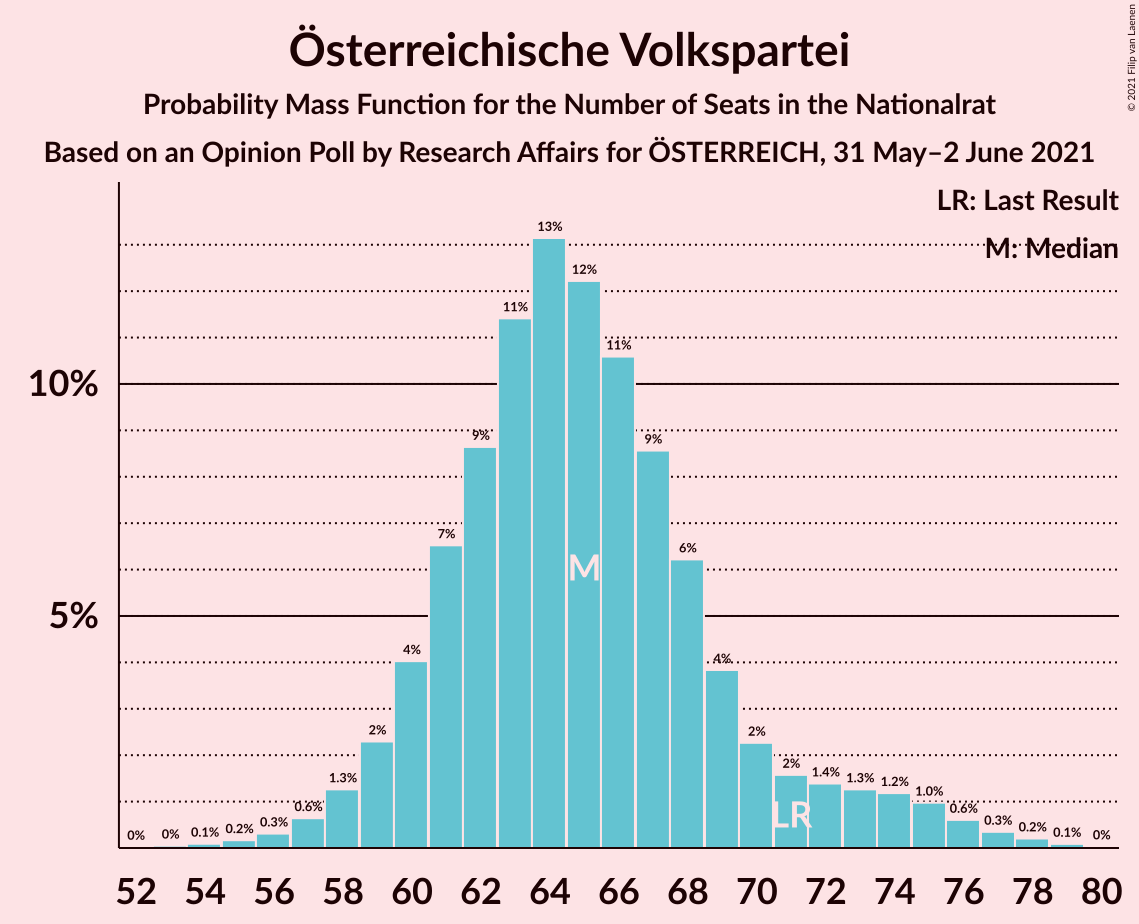 Österreichische Volkspartei
Probability Mass Function for the Number of Seats in the Nationalrat
Based on an Opinion Poll by Research Affairs for ÖSTERREICH, 31 May–2 June 2021
© 2021 Filip van Laenen
LR: Last Result
M: Median
10%
5%
0% 0% 0.1% 0.2% 0.3% 0.6% 1.3% 2% 4% 7% 9% 11% 13% 12% 11% 9% 6% 4% 2% 2% 1.4% 1.3% 1.2% 1.0% 0.6% 0.3% 0.2% 0.1% 0%
M
LR
52 54 56 58 60 62 64 66 68 70 72 74 76 78 80